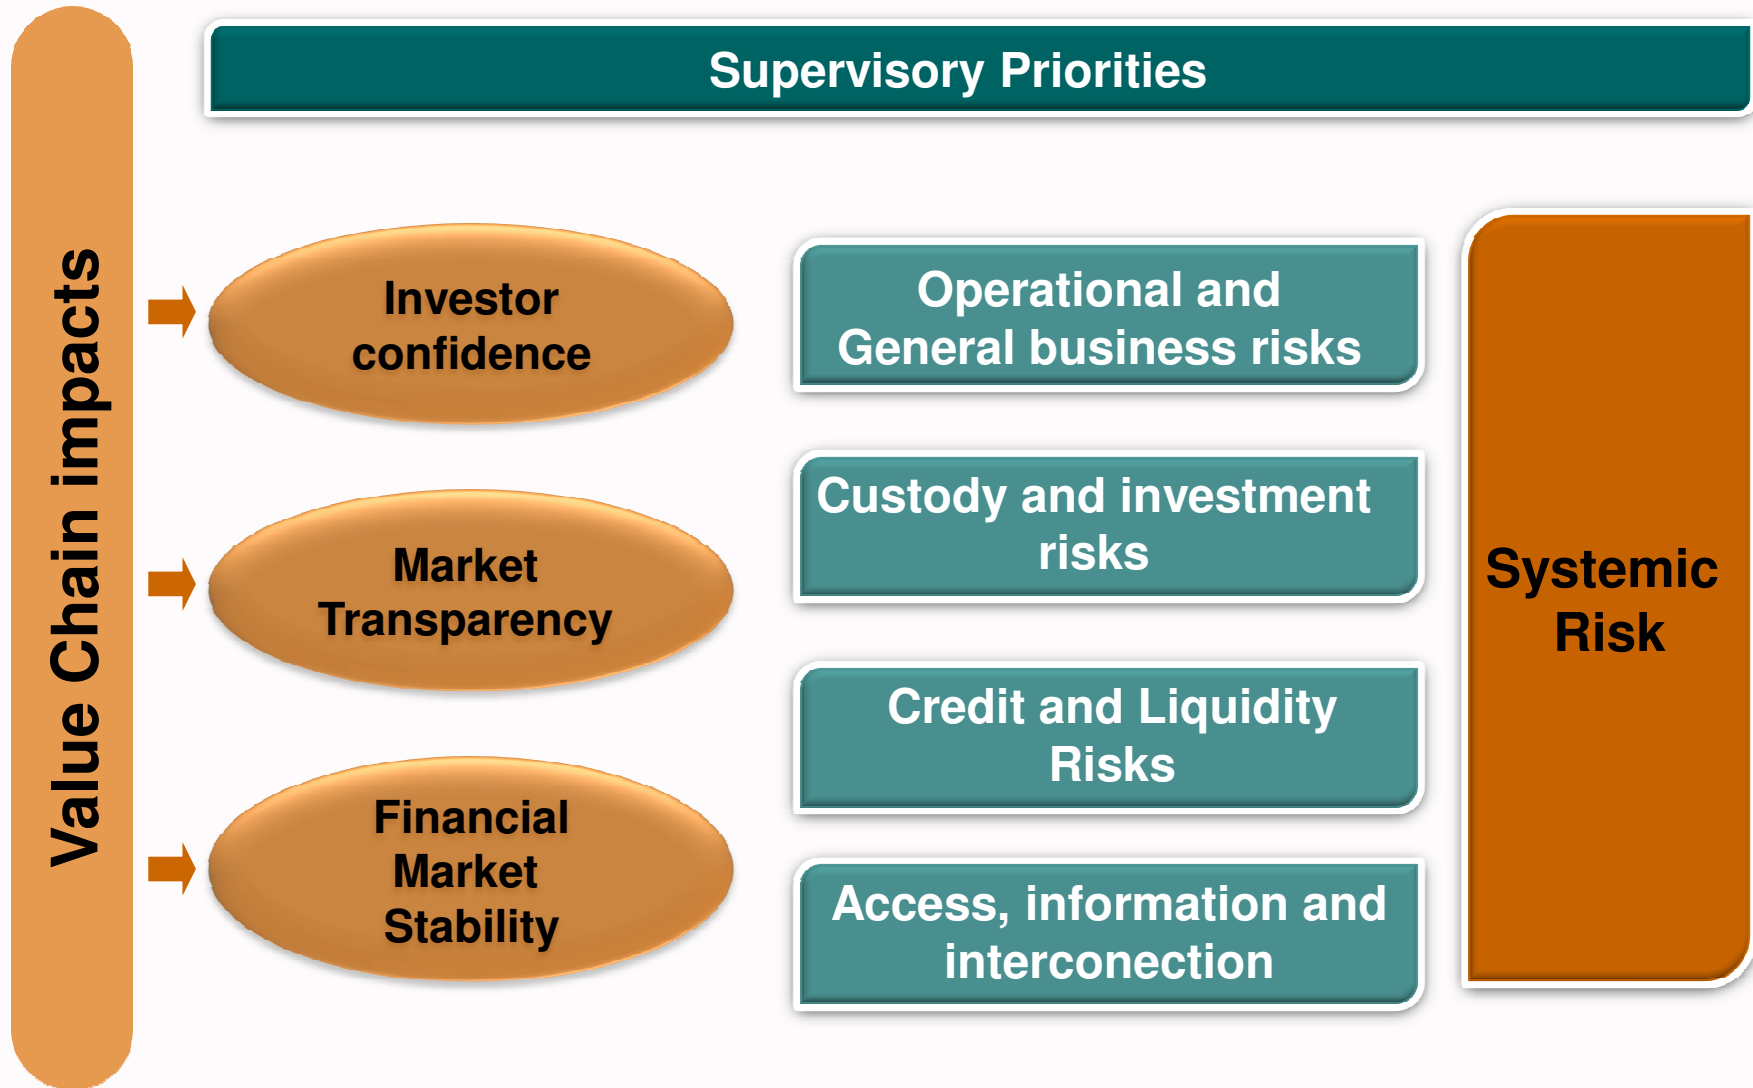 Supervisory Priorities
Value Chain impacts
Investor
confidence
Market
Transparency
Financial
Market
Stability
Operational and
General business risks
Custody and investment
risks
Credit and Liquidity
Risks
Access, information and
interconection
Systemic
Risk